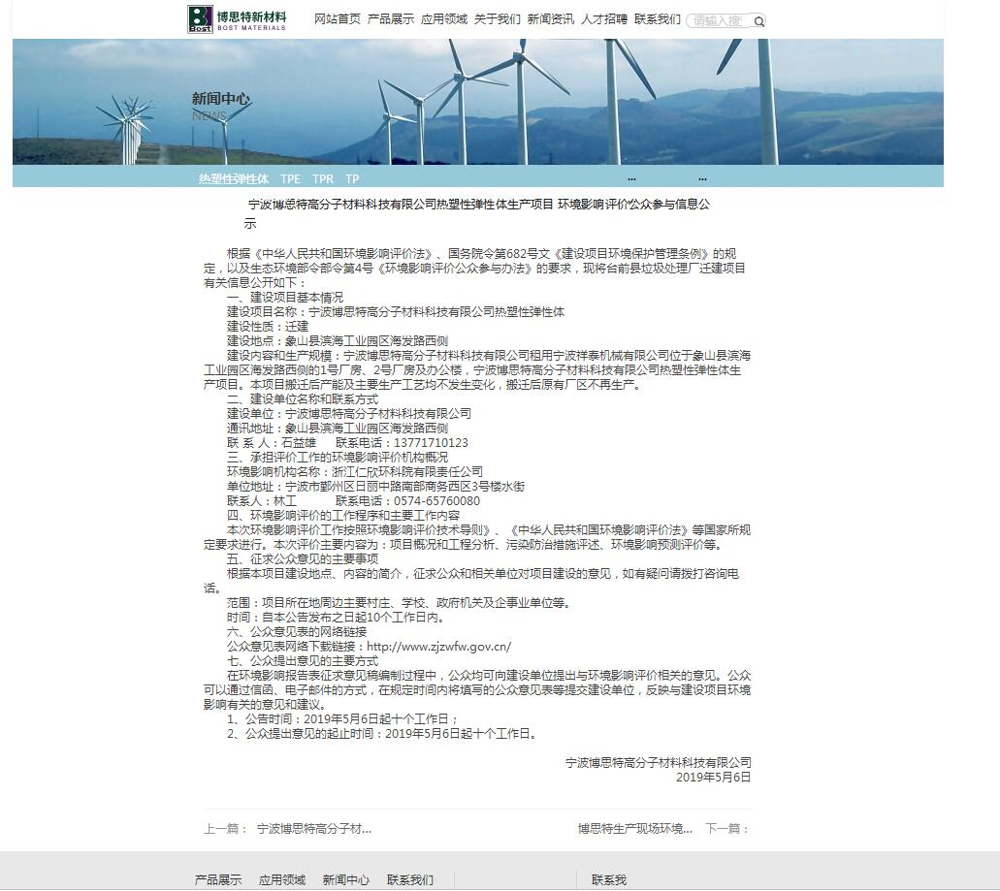 Bost
博思特新材料
BOST MATERIALS
网站首页 产品展示 应用领域 关于我们 新闻资讯 人才招聘 联系我们
请输入搜
新闻中心
NEWS
热塑性弹性体 TPE TPR TP
... ...
宁波博思特高分子材料科技有限公司热塑性弹性体生产项目 环境影响评价公众参与信息公
示
根据《中华人民共和国环境影响评价法》、国务院令第682号文《建设项目环境保护管理条例》的规
定，以及生态环境部令部令第4号《环境影响评价公众参与办法》的要求，现将台前县垃圾处理厂迁建项目
有关信息公开如下：
一、建设项目基本情况
建设项目名称：宁波博思特高分子材料科技有限公司热塑性弹性体
建设性质：迁建
建设地点：象山县滨海工业园区海发路西侧
建设内容和生产规模：宁波博思特高分子材料科技有限公司租用宁波祥泰机械有限公司位于象山县滨海
工业园区海发路西侧的1号厂房、2号厂房及办公楼，宁波博思特高分子材料科技有限公司热塑性弹性体生
产项目。本项目搬迁后产能及主要生产工艺均不发生变化，搬迁后原有厂区不再生产。
二、建设单位名称和联系方式
建设单位：宁波博思特高分子材料科技有限公司
通讯地址：象山县滨海工业园区海发路西侧
联 系 人：石益雄 联系电话：13771710123
三、承担评价工作的环境影响评价机构概况
环境影响机构名称：浙江仁欣环科院有限责任公司
单位地址：宁波市鄞州区日丽中路南部商务西区3号楼水街
联系人：林工 联系电话：0574-65760080
四、环境影响评价的工作程序和主要工作内容
本次环境影响评价工作按照环境影响评价技术导则》、《中华人民共和国环境影响评价法》等国家所规
定要求进行。本次评价主要内容为：项目概况和工程分析、污染防治措施评述、环境影响预测评价等。
五、征求公众意见的主要事项
根据本项目建设地点、内容的简介，征求公众和相关单位对项目建设的意见，如有疑问请拨打咨询电
话。
范围：项目所在地周边主要村庄、学校、政府机关及企事业单位等。
时间：自本公告发布之日起10个工作日内。
六、公众意见表的网络链接
公众意见表网络下载链接：http://www.zjzwfw.gov.cn/
七、公众提出意见的主要方式
在环境影响报告表征求意见稿编制过程中，公众均可向建设单位提出与环境影响评价相关的意见。公众
可以通过信函、电子邮件的方式，在规定时间内将填写的公众意见表等提交建设单位，反映与建设项目环境
影响有关的意见和建议。
1、公告时间：2019年5月6日起十个工作日；
2、公众提出意见的起止时间：2019年5月6日起十个工作日。
宁波博思特高分子材料科技有限公司
2019年5月6日
上一篇： 宁波博思特高分子材... 博思特生产现场环境... 下一篇：
产品展示 应用领域 新闻中心 联系我们 联系我